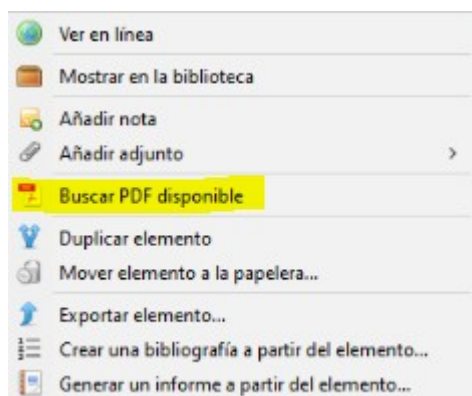 Ver en línea
Mostrar en la biblioteca
Añadir nota
Añadir adjunto
Buscar PDF disponible
Duplicar elemento
Mover elemento a la papelera...
Exportar elemento...
Crear una bibliografía a partir del elemento...
Generar un informe a partir del elemento...